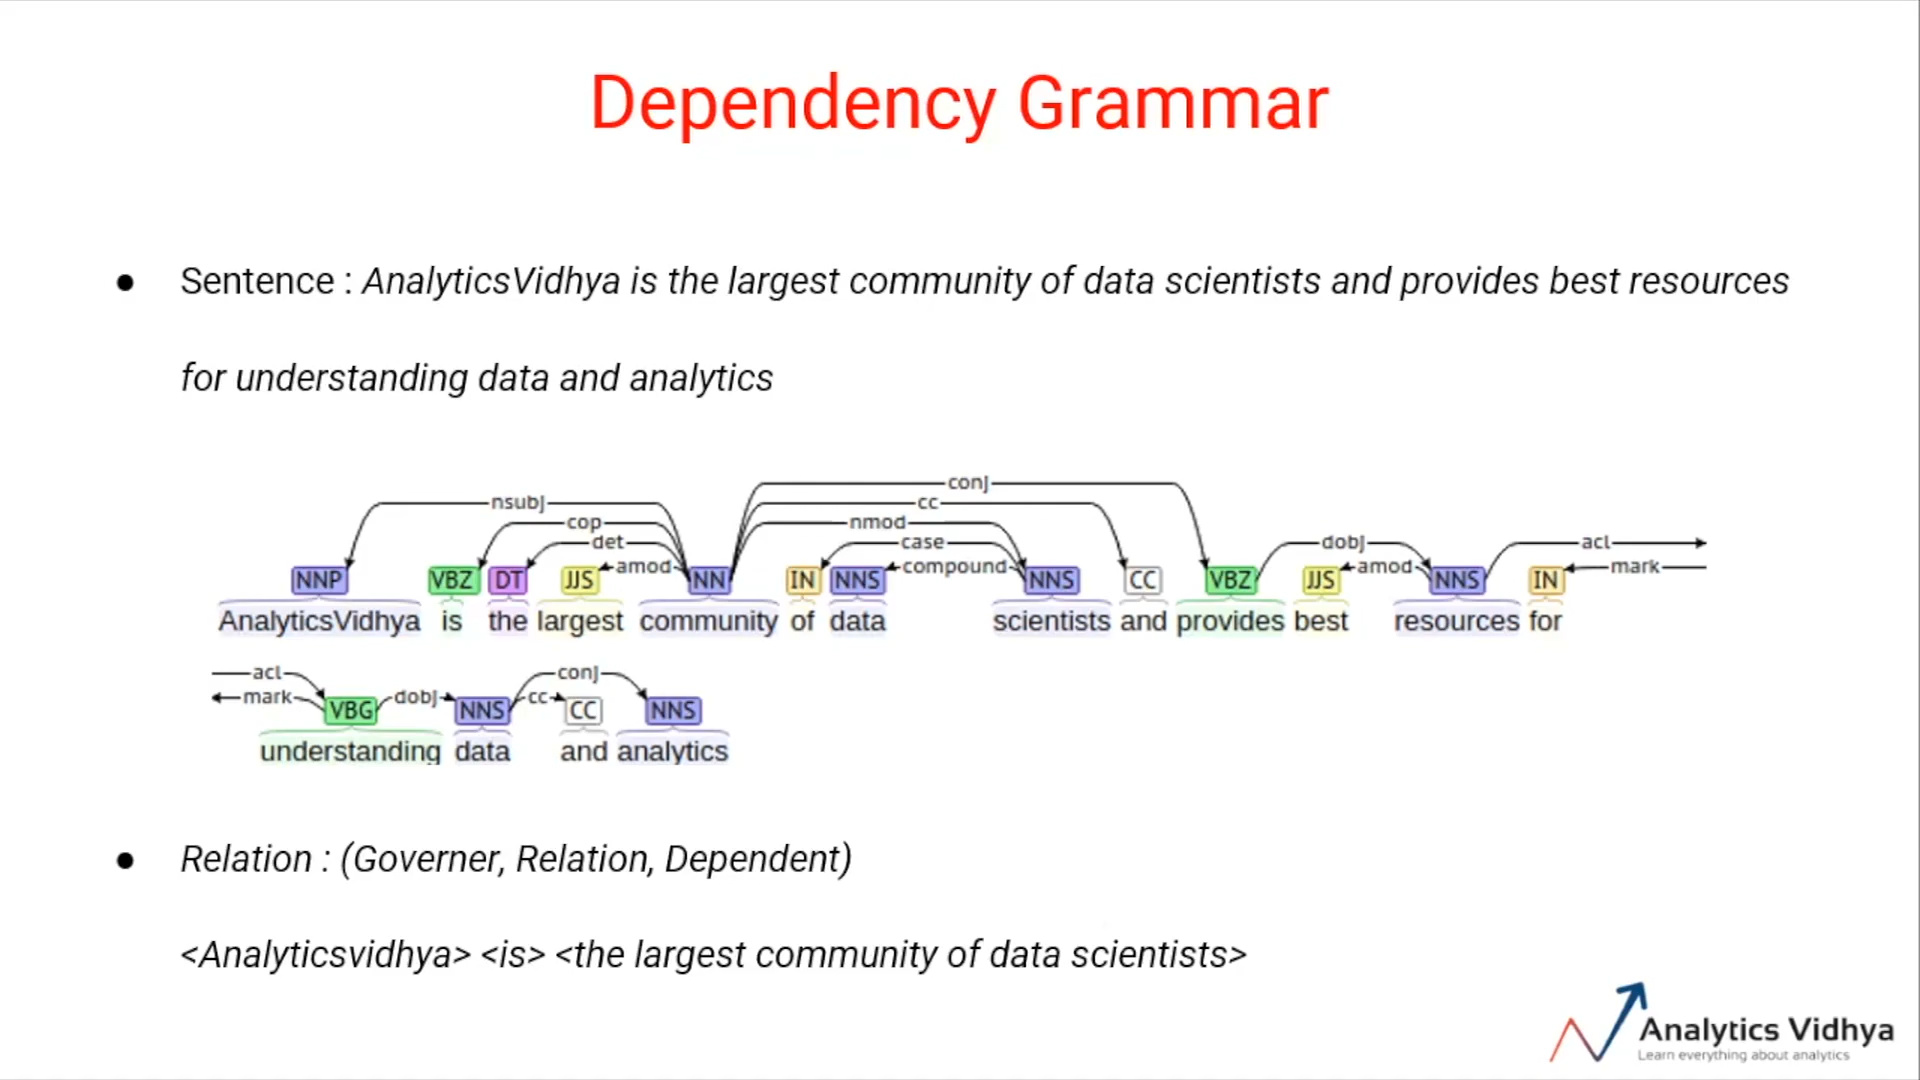 Dependency Grammar
● Sentence : AnalyticsVidhya is the largest community of data scientists and provides best resources
for understanding data and analytics
conj
nsubj cc
cop nmod
det case dobj acl
amod compound amod mark
NNP VBZ DT JJS NN IN NNS NNS CC VBZ JJS NNS IN
AnalyticsVidhya is the largest community of data scientists and provides best resources for
acl conj
mark dobj cc
VBG NNS CC NNS
understanding data and analytics
● Relation : (Governer, Relation, Dependent)
<Analyticsvidhya> <is> <the largest community of data scientists>
Analytics Vidhya
Learn everything about analytics